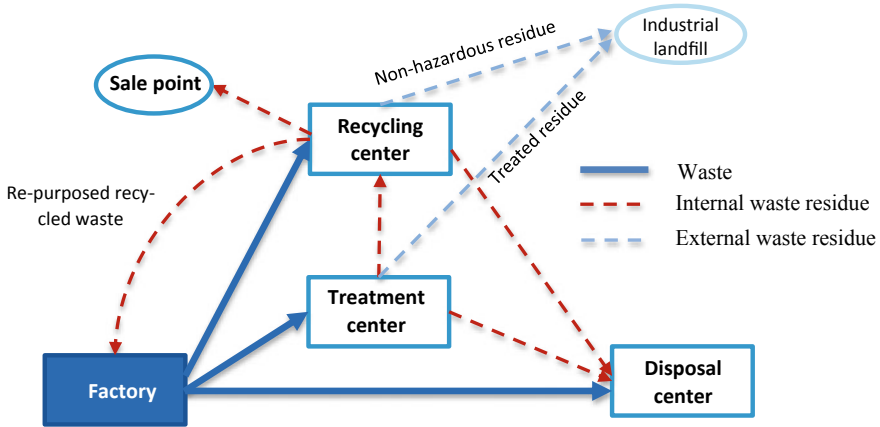 Industrial
landfill
Non-hazardous residue
Sale point
Recycling
center
Treated residue
Waste
Re-purposed recy-
cled waste
Internal waste residue
External waste residue
Treatment
center
Factory
Disposal
center